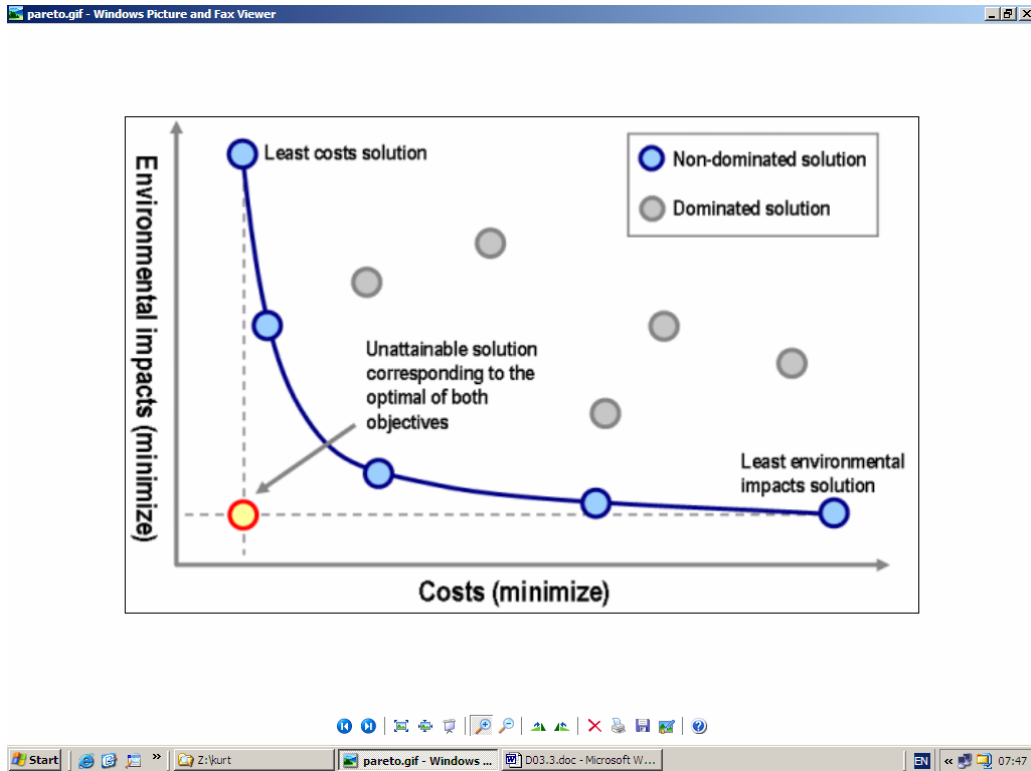 pareto.gif - Windows Picture and Fax Viewer
Environmental impacts (minimize)
Least costs solution
Non-dominated solution
Dominated solution
Unattainable solution
corresponding to the
optimal of both
objectives
Least environmental
impacts solution
Costs (minimize)
Start
»
Z:\kurt
pareto.gif - Windows ...
D03.3.doc - Microsoft W...
EN
«
07:47